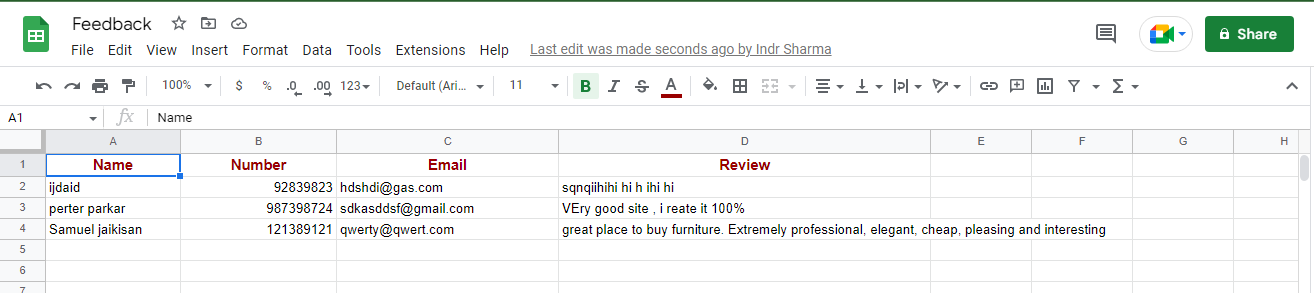 Feedback
File Edit View Insert Format Data Tools Extensions Help Last edit was made seconds ago by Indr Sharma
Share
100% $ % .0 .00 123 Default (Ari... 11 B I S A
A1 fx Name
A B C D E F G H
1 Name Number Email Review
2 ijdaid 92839823 hdshdi@gas.com sqnqiihihi hi h ihi hi
3 perter parkar 987398724 sdkasddsf@gmail.com VEry good site , i reate it 100%
4 Samuel jaikisan 121389121 qwerty@qwert.com great place to buy furniture. Extremely professional, elegant, cheap, pleasing and interesting
5
6
7